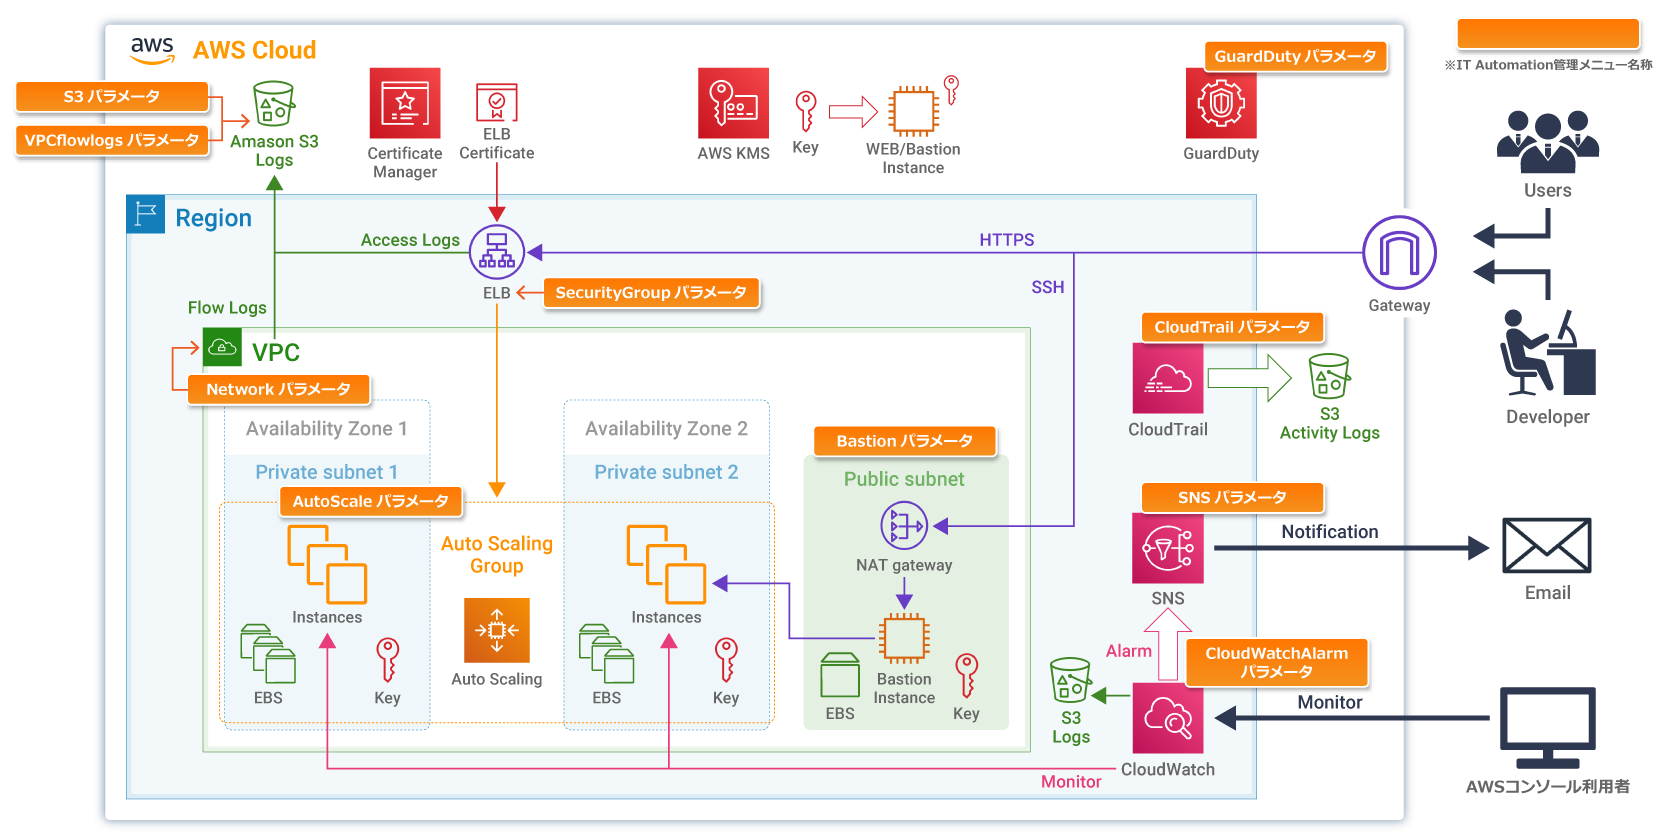 aws
AWS Cloud
※IT Automation管理メニュー名称
S3 パラメータ
VPCflowlogs パラメータ
Amason S3
Logs
Certificate
Manager
ELB
Certificate
AWS KMS
Key
WEB/Bastion
Instance
GuardDuty パラメータ
GuardDuty
Users
Region
Access Logs
HTTPS
SSH
ELB
SecurityGroup パラメータ
Gateway
Flow Logs
VPC
Network パラメータ
CloudTrail パラメータ
CloudTrail
S3
Activity Logs
Developer
Availability Zone 1
Private subnet 1
Availability Zone 2
Private subnet 2
Bastion パラメータ
Public subnet
AutoScale パラメータ
Auto Scaling
Group
Instances
EBS
Key
Auto Scaling
Instances
EBS
Key
NAT gateway
Bastion
Instance
EBS
Key
SNS パラメータ
SNS
Notification
Email
Alarm
CloudWatchAlarm
パラメータ
S3
Logs
CloudWatch
Monitor
Monitor
AWSコンソール利用者